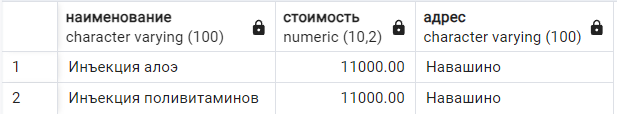 наименование стоимость адрес
character varying (100) numeric (10,2) character varying (100)
1 Инъекция алоэ 11000.00 Навашино
2 Инъекция поливитаминов 11000.00 Навашино